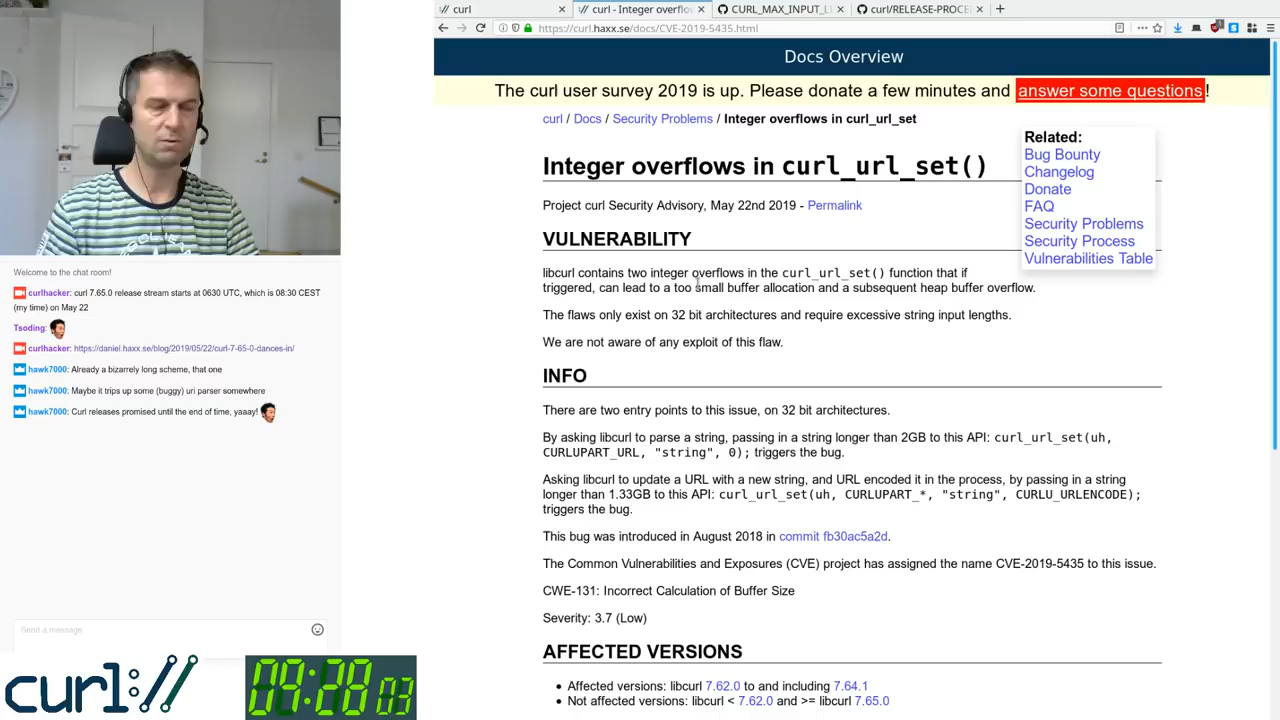 curl
curl - Integer overflow
CURL_MAX_INPUT_L
curl/RELEASE-PROCE
https://curl.haxx.se/docs/CVE-2019-5435.html
Docs Overview
The curl user survey 2019 is up. Please donate a few minutes and answer some questions!
curl / Docs / Security Problems / Integer overflows in curl_url_set
Related:
Bug Bounty
Changelog
Donate
FAQ
Security Problems
Security Process
Vulnerabilities Table
Integer overflows in curl_url_set()
Project curl Security Advisory, May 22nd 2019 - Permalink
VULNERABILITY
libcurl contains two integer overflows in the curl_url_set() function that if
triggered, can lead to a too small buffer allocation and a subsequent heap buffer overflow.
The flaws only exist on 32 bit architectures and require excessive string input lengths.
We are not aware of any exploit of this flaw.
INFO
There are two entry points to this issue, on 32 bit architectures.
By asking libcurl to parse a string, passing in a string longer than 2GB to this API: curl_url_set(uh,
CURLUPART_URL, "string", 0); triggers the bug.
Asking libcurl to update a URL with a new string, and URL encoded it in the process, by passing in a string
longer than 1.33GB to this API: curl_url_set(uh, CURLUPART_*, "string", CURLU_URLENCODE);
triggers the bug.
This bug was introduced in August 2018 in commit fb30ac5a2d.
The Common Vulnerabilities and Exposures (CVE) project has assigned the name CVE-2019-5435 to this issue.
CWE-131: Incorrect Calculation of Buffer Size
Severity: 3.7 (Low)
AFFECTED VERSIONS
• Affected versions: libcurl 7.62.0 to and including 7.64.1
• Not affected versions: libcurl < 7.62.0 and >= libcurl 7.65.0
Welcome to the chat room!
curlhacker: curl 7.65.0 release stream starts at 0630 UTC, which is 08:30 CEST
(my time) on May 22
Tsoding:
curlhacker: https://daniel.haxx.se/blog/2019/05/22/curl-7-65-0-dances-in/
hawk7000: Already a bizarrely long scheme, that one
hawk7000: Maybe it trips up some (buggy) uri parser somewhere
hawk7000: Curl releases promised until the end of time, yaaay!
Send a message
curl://